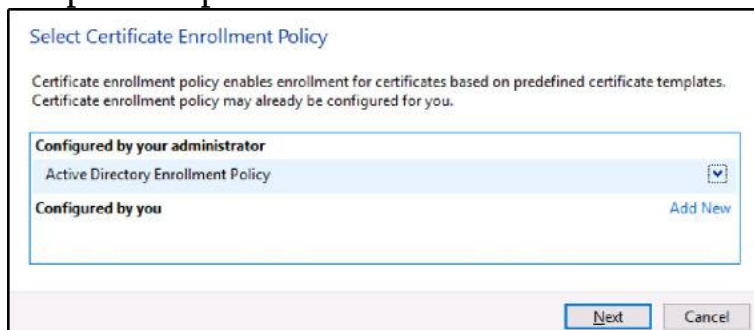 Select Certificate Enrollment Policy
Certificate enrollment policy enables enrollment for certificates based on predefined certificate templates.
Certificate enrollment policy may already be configured for you.
Configured by your administrator
Active Directory Enrollment Policy
Configured by you Add New
Next Cancel